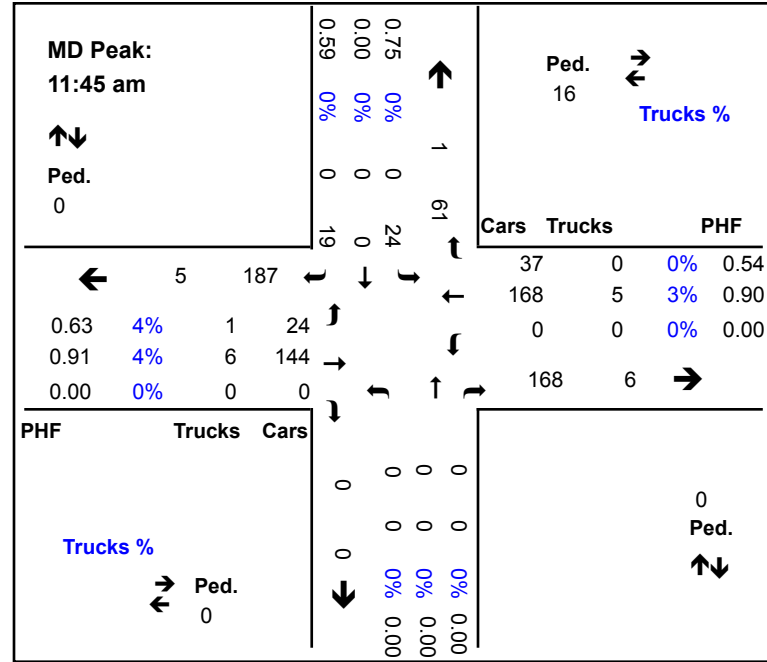 MD Peak:
11:45 am
Ped.
0
0.59 0.00 0.75
0% 0% 0%
0 0 0
19 0 24
1
61
Ped.
16
Trucks %
Cars Trucks PHF
37 0 0% 0.54
168 5 3% 0.90
0 0 0% 0.00
5 187
0.63 4% 1 24
0.91 4% 6 144
0.00 0% 0 0
168 6
PHF Trucks Cars
Trucks %
Ped.
0
0
0
0 0 0
0 0 0
0% 0% 0%
0.00 0.00 0.00
0
Ped.